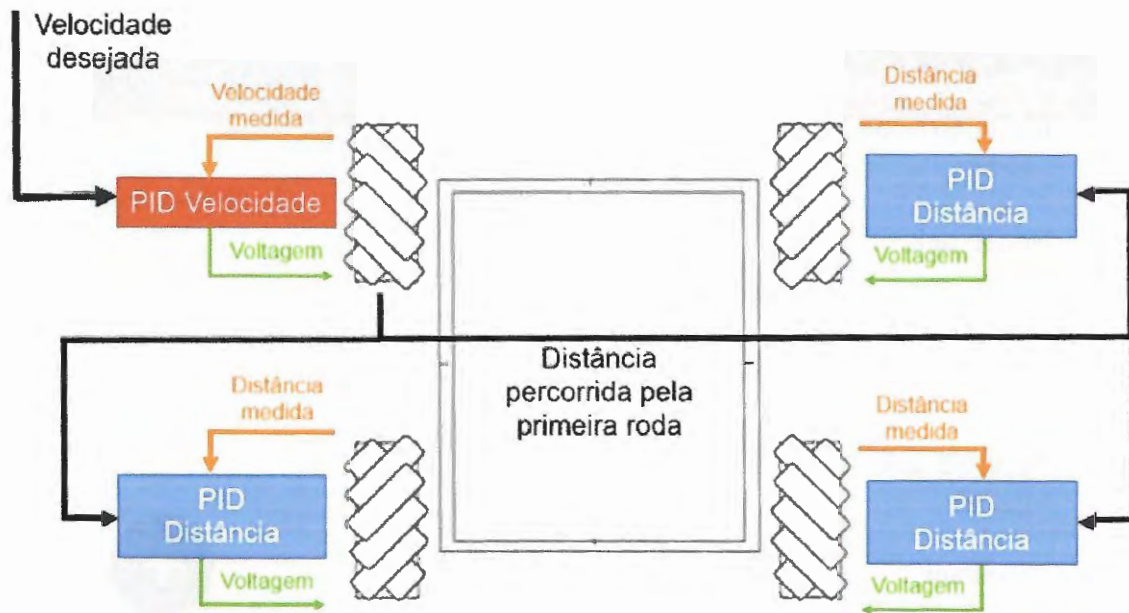 Velocidade
desejada
Velocidade
medida
PID Velocidade
Voltagem
Distância
medida
PID
Distância
Voltagem
Distância
percorrida pela
primeira roda
Distância
medida
PID
Distância
Voltagem
Distância
medida
PID
Distância
Voltagem